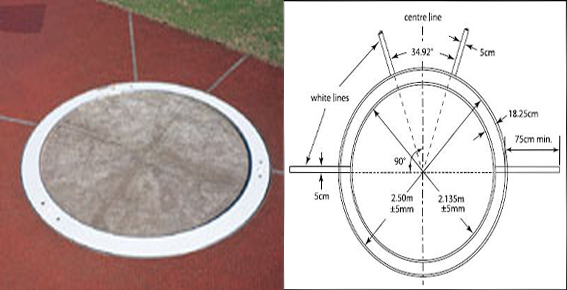 centre line
34.92°
5cm
white lines
18.25cm
75cm min.
90°
5cm
2.50m
±5mm
2.135m
±5mm